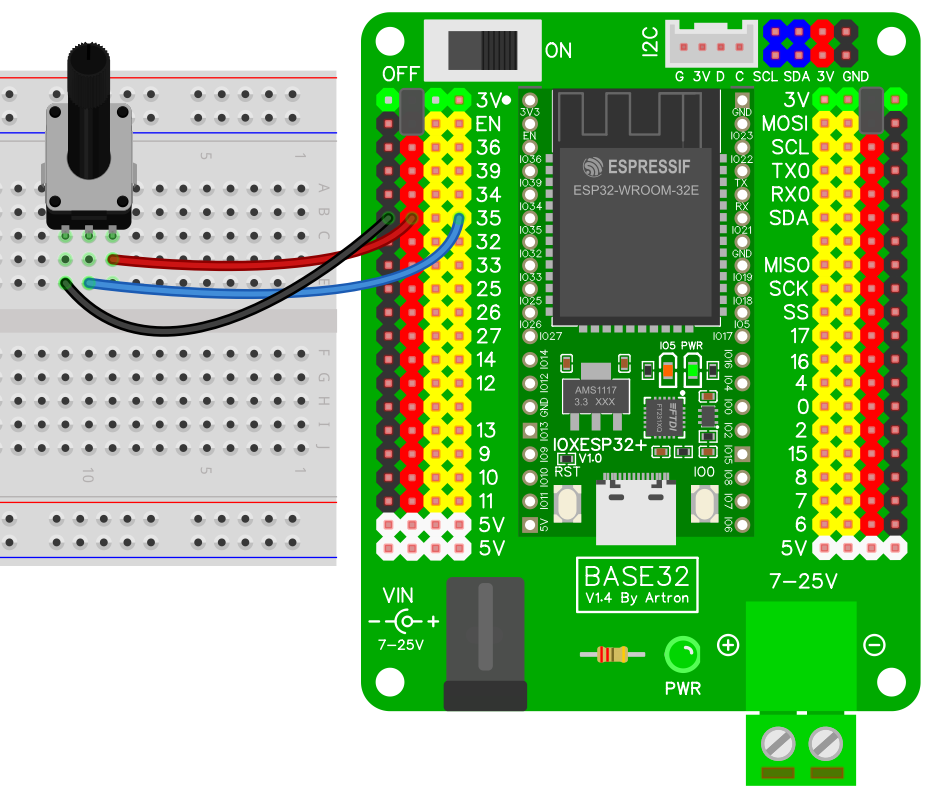 I2C
ON
OFF
G 3V D C SCL SDA 3V GND
3V
EN
36
39
34
35
32
33
25
26
27
14
12
13
9
10
11
5V
5V
3V3
EN
IO36
IO39
IO34
IO35
IO32
IO33
IO25
IO26
IO27
IO14
IO12
GND
IO13
IO9
IO10
IO11
5V
ESPRESSIF
ESP32-WROOM-32E
IO5 PWR
AMS1117
3.3 XXX
FTDI
FT231XQ
IOXESP32+
V1.0
RST
IO0
GND
IO23
IO22
TX
RX
IO21
GND
IO19
IO18
IO5
IO17
IO16
IO4
IO0
IO2
IO15
IO8
IO7
IO6
3V
MOSI
SCL
TX0
RX0
SDA
MISO
SCK
SS
17
16
4
0
2
15
8
7
6
5V
5
1
A
B
C
E
F
G
H
I
J
10
5
1
BASE32
V1.4 By Artron
VIN
7-25V
7-25V
PWR